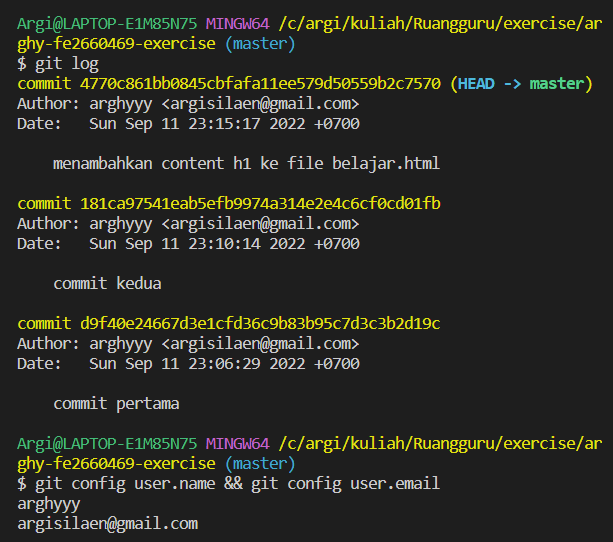 Argi@LAPTOP-E1M85N75 MINGW64 /c/argi/kuliah/Ruangguru/exercise/ar
ghy-fe2660469-exercise (master)
$ git log
commit 4770c861bb0845cbfafa11ee579d50559b2c7570 (HEAD -> master)
Author: arghyyy <argisilaen@gmail.com>
Date:   Sun Sep 11 23:15:17 2022 +0700

    menambahkan content h1 ke file belajar.html

commit 181ca97541eab5efb9974a314e2e4c6cf0cd01fb
Author: arghyyy <argisilaen@gmail.com>
Date:   Sun Sep 11 23:10:14 2022 +0700

    commit kedua

commit d9f40e24667d3e1cfd36c9b83b95c7d3c3b2d19c
Author: arghyyy <argisilaen@gmail.com>
Date:   Sun Sep 11 23:06:29 2022 +0700

    commit pertama

Argi@LAPTOP-E1M85N75 MINGW64 /c/argi/kuliah/Ruangguru/exercise/ar
ghy-fe2660469-exercise (master)
$ git config user.name && git config user.email
arghyyy
argisilaen@gmail.com